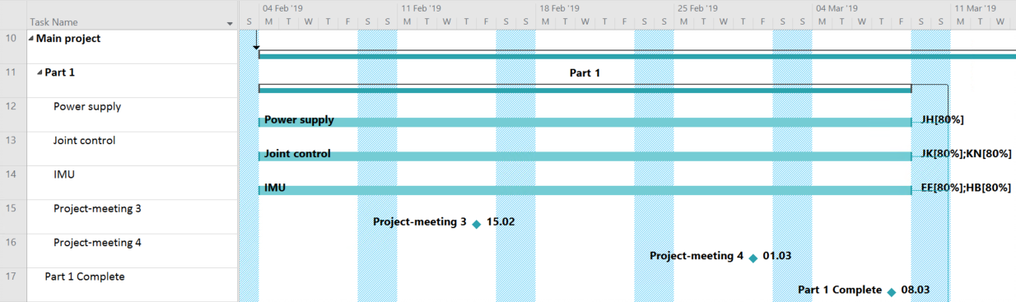 04 Feb '19 11 Feb '19 18 Feb '19 25 Feb '19 04 Mar '19 11 Mar '19
Task Name S M T W T F S S M T W T F S S M T W T F S S M T W T F S S M T W T F S S M T W
10 Main project
11 Part 1 Part 1
12 Power supply Power supply JH[80%]
13 Joint control Joint control JK[80%];KN[80%]
14 IMU IMU EE[80%];HB[80%]
15 Project-meeting 3 Project-meeting 3 15.02
16 Project-meeting 4 Project-meeting 4 01.03
17 Part 1 Complete Part 1 Complete 08.03